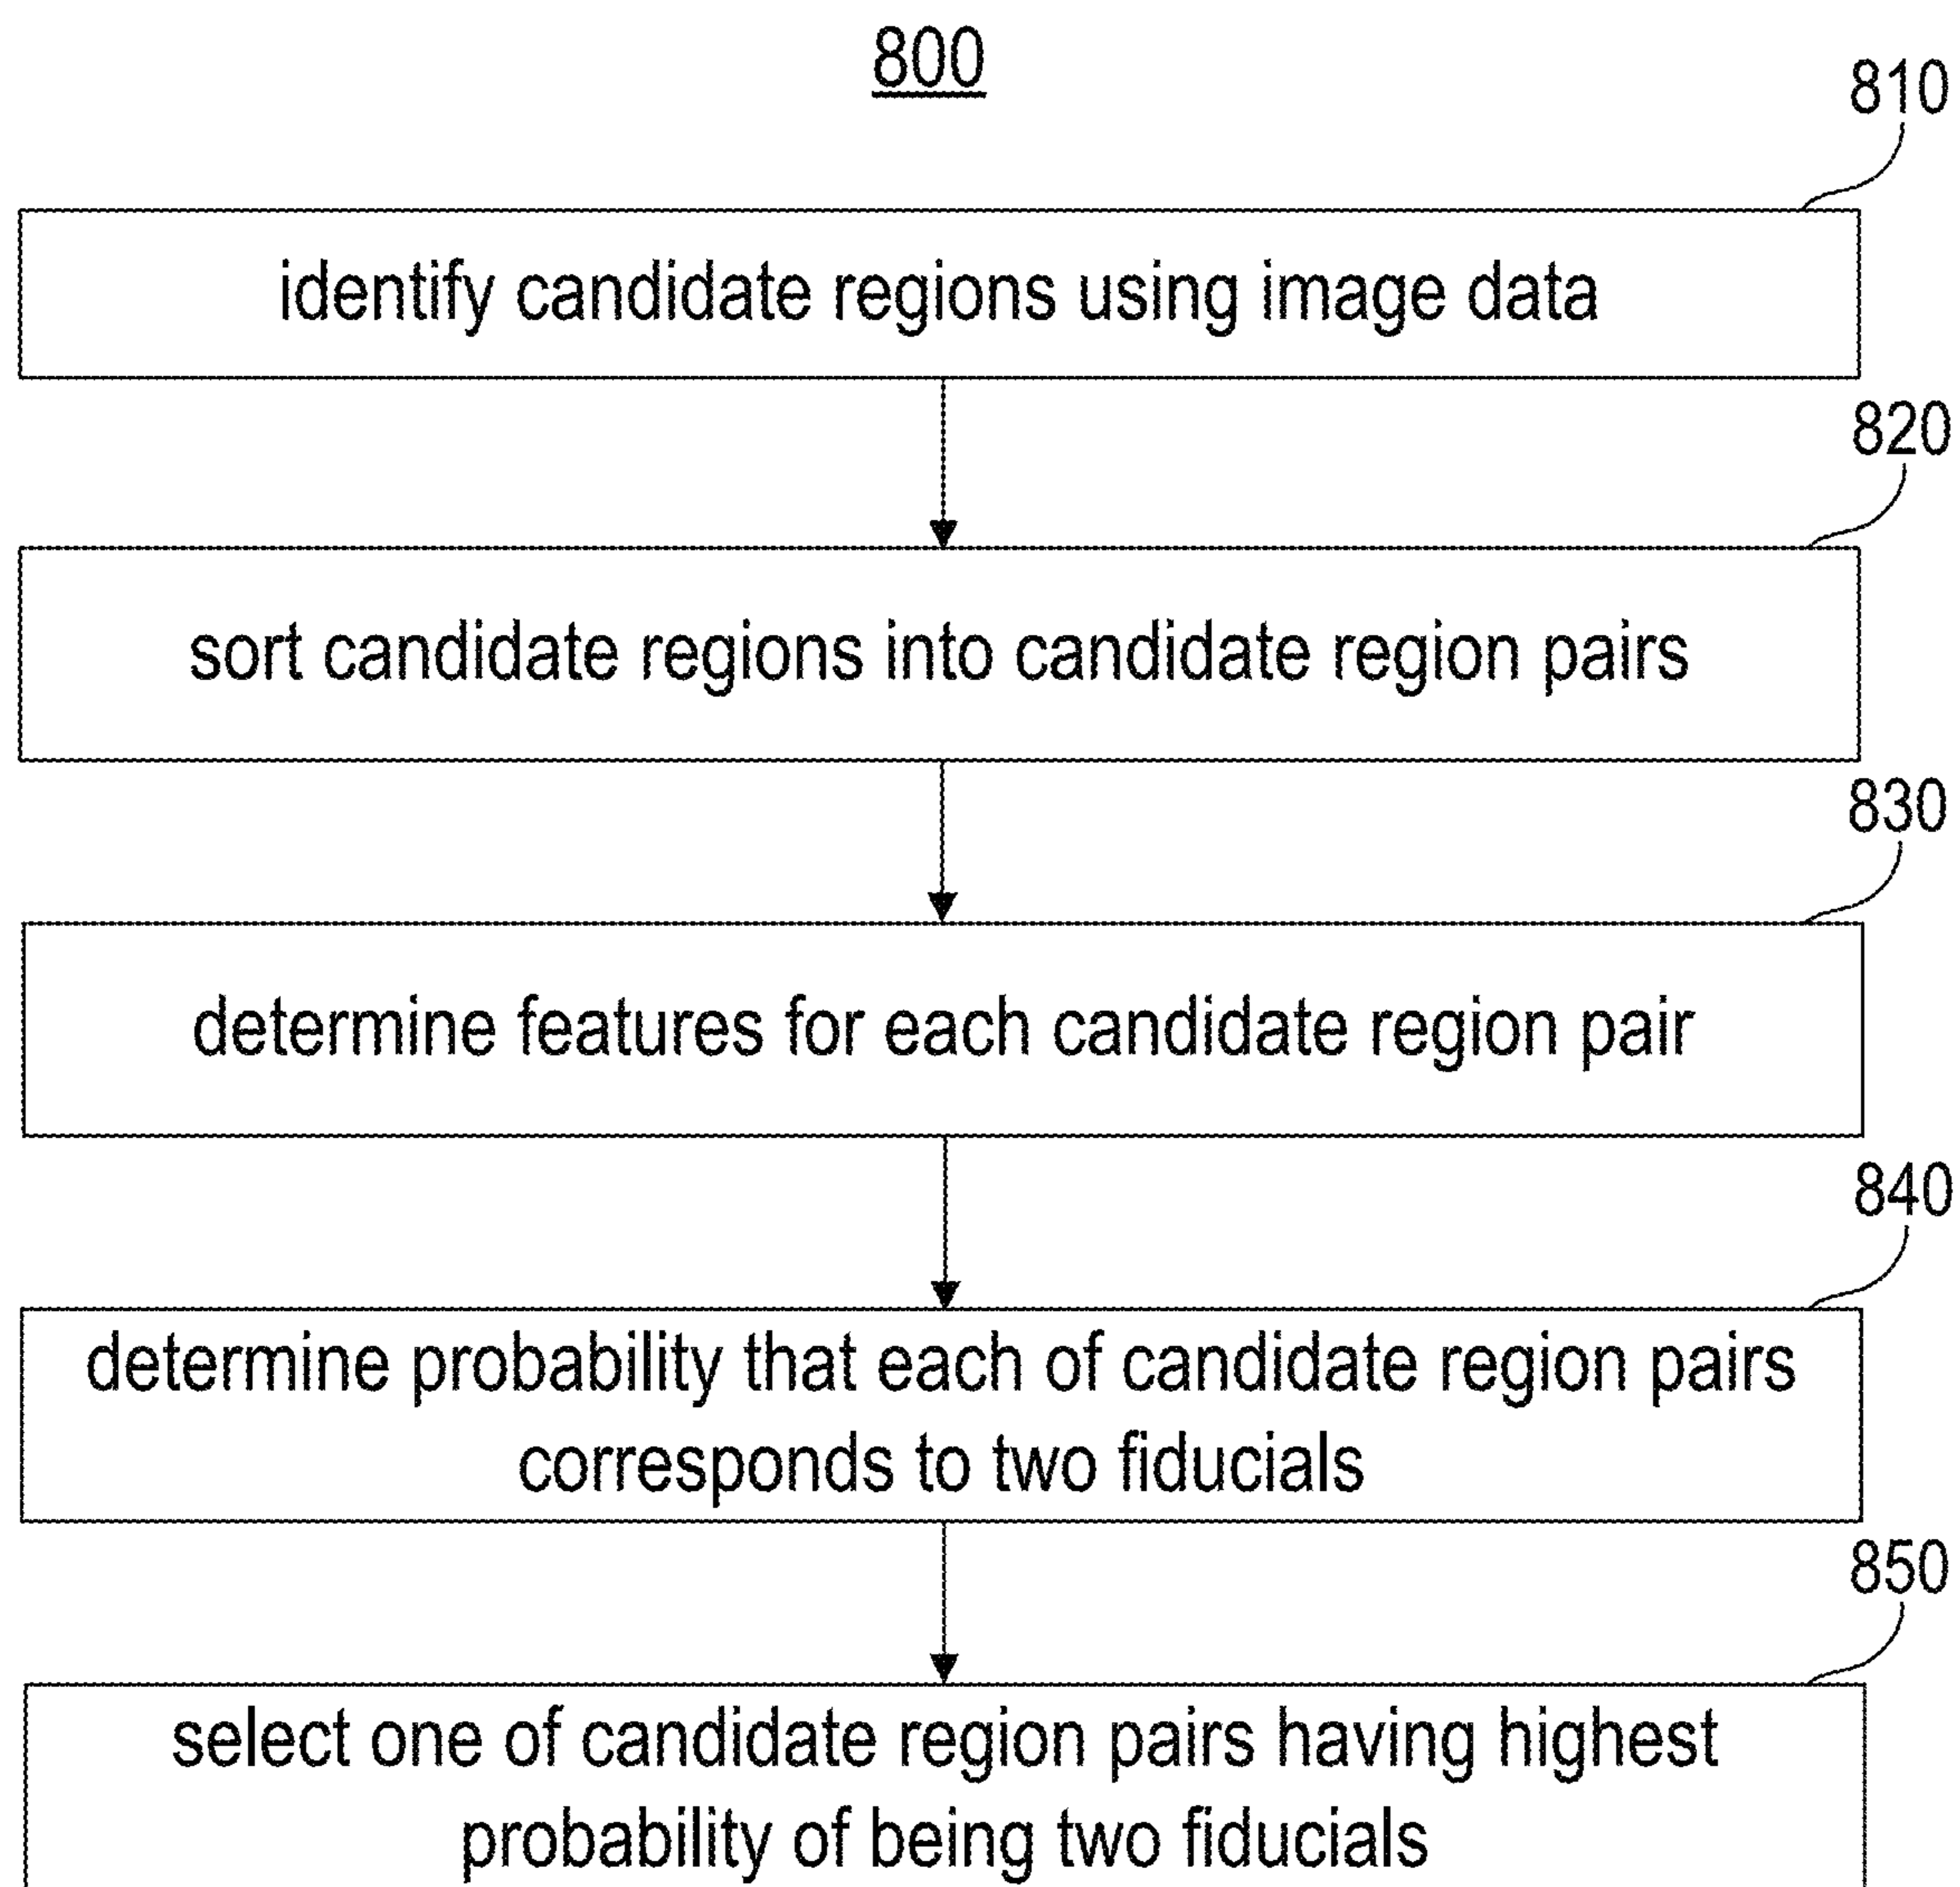 800
810
identify candidate regions using image data
820
sort candidate regions into candidate region pairs
830
determine features for each candidate region pair
840
determine probability that each of candidate region pairs
corresponds to two fiducials
850
select one of candidate region pairs having highest
probability of being two fiducials